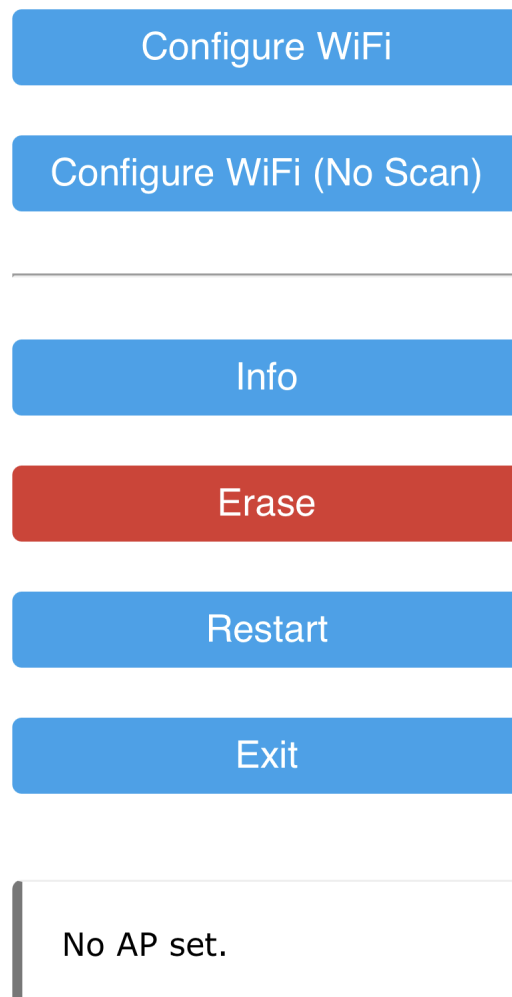 Configure WiFi
Configure WiFi (No Scan)
Info
Erase
Restart
Exit
No AP set.